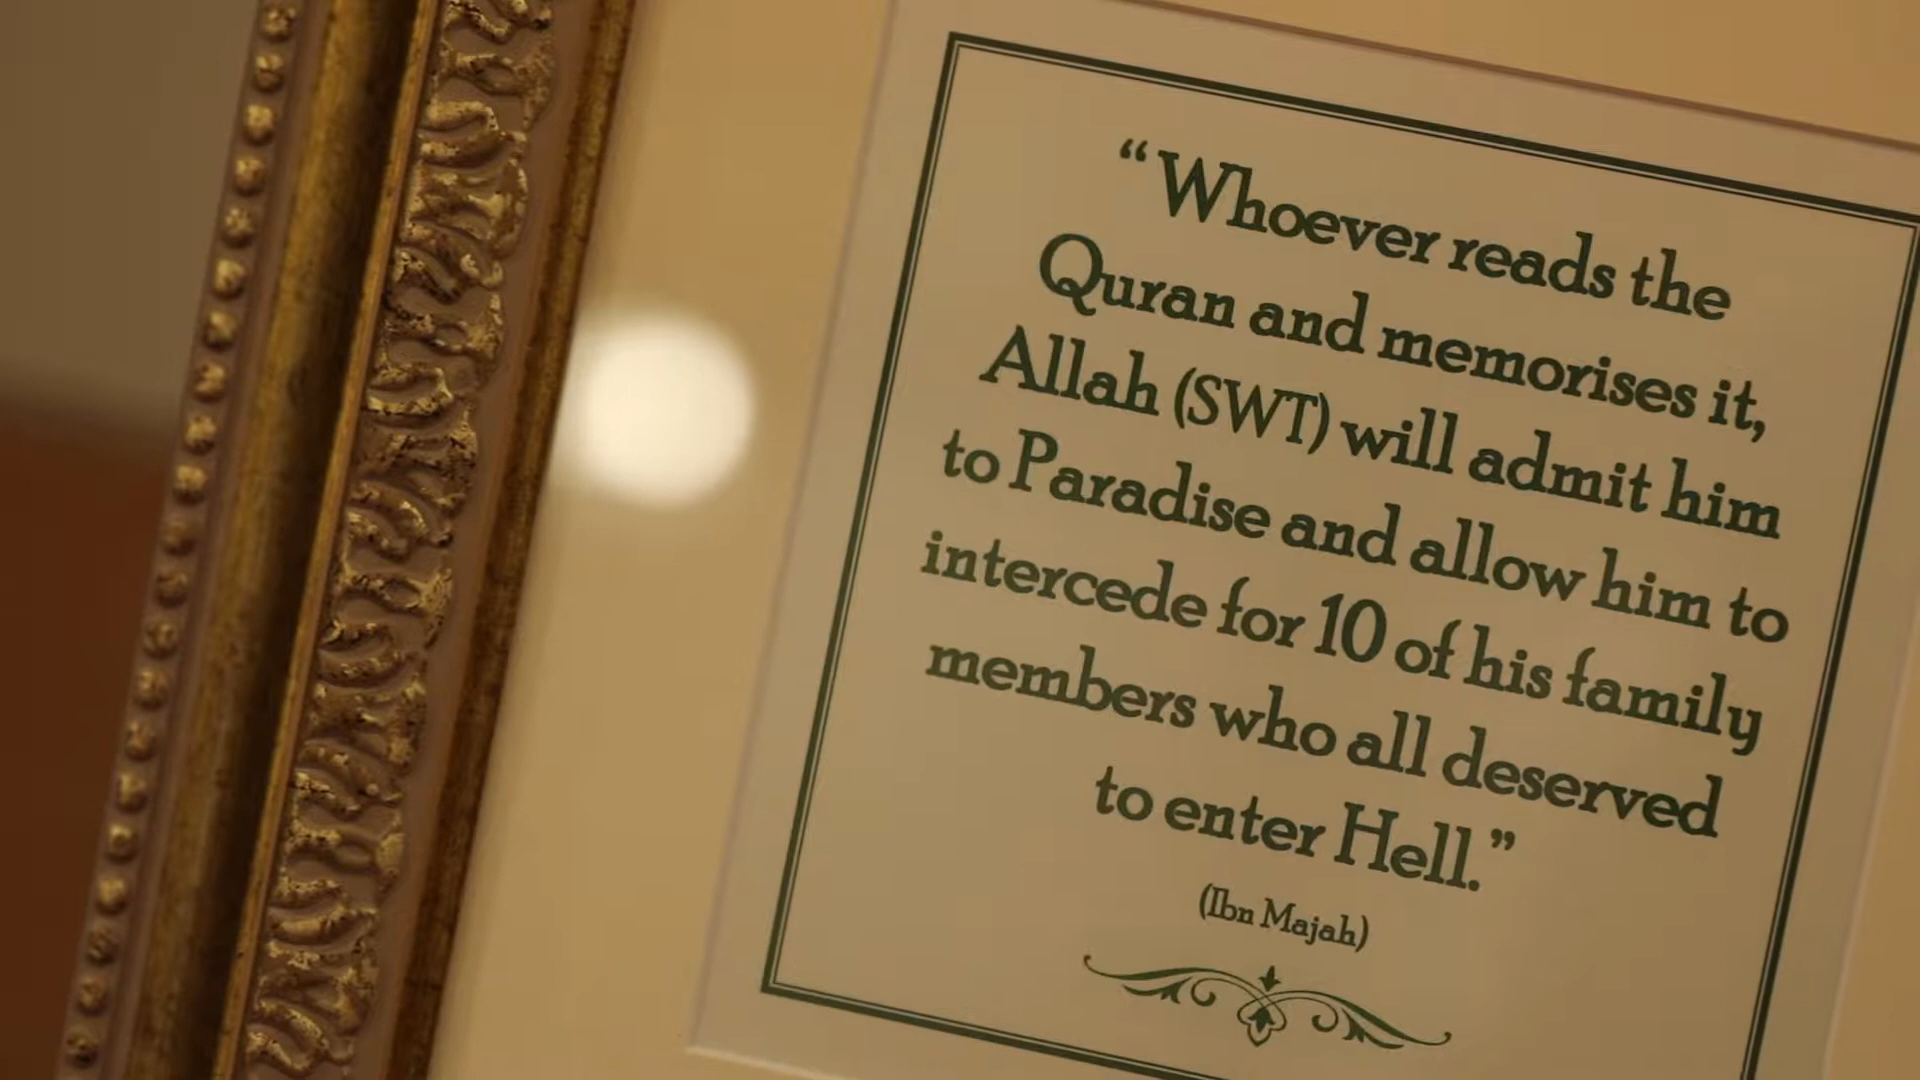 “Whoever reads the
Quran and memorises it,
Allah (SWT) will admit him
to Paradise and allow him to
intercede for 10 of his family
members who all deserved
to enter Hell.”
(Ibn Majah)